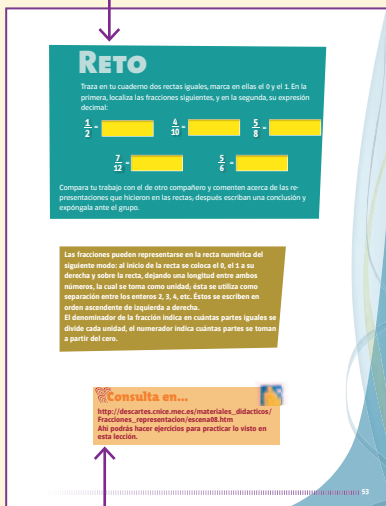 RETO
Traza en tu cuaderno dos rectas iguales, marca en ellas el 0 y el 1. En la
primera, localiza las fracciones siguientes, y en la segunda, su expresión
decimal:
1/2 = 4/10 = 5/8 =
7/12 = 5/6 =
Compara tu trabajo con el de otro compañero y comenten acerca de las re-
presentaciones que hicieron en las rectas; después escriban una conclusión y
expóngala ante el grupo.
Las fracciones pueden representarse en la recta numérica del
siguiente modo: al inicio de la recta se coloca el 0, el 1 a su
derecha y sobre la recta, dejando una longitud entre ambos
números, la cual se toma como unidad; ésta se utiliza como
separación entre los enteros 2, 3, 4, etc. Éstos se escriben en
orden ascendente de izquierda a derecha.
El denominador de la fracción indica en cuántas partes iguales se
divide cada unidad, el numerador indica cuántas partes se toman
a partir del cero.
Consulta en...
http://descartes.cnice.mec.es/materiales_didacticos/
Fracciones_representacion/escena08.htm
Ahí podrás hacer ejercicios para practicar lo visto en
esta lección.
53